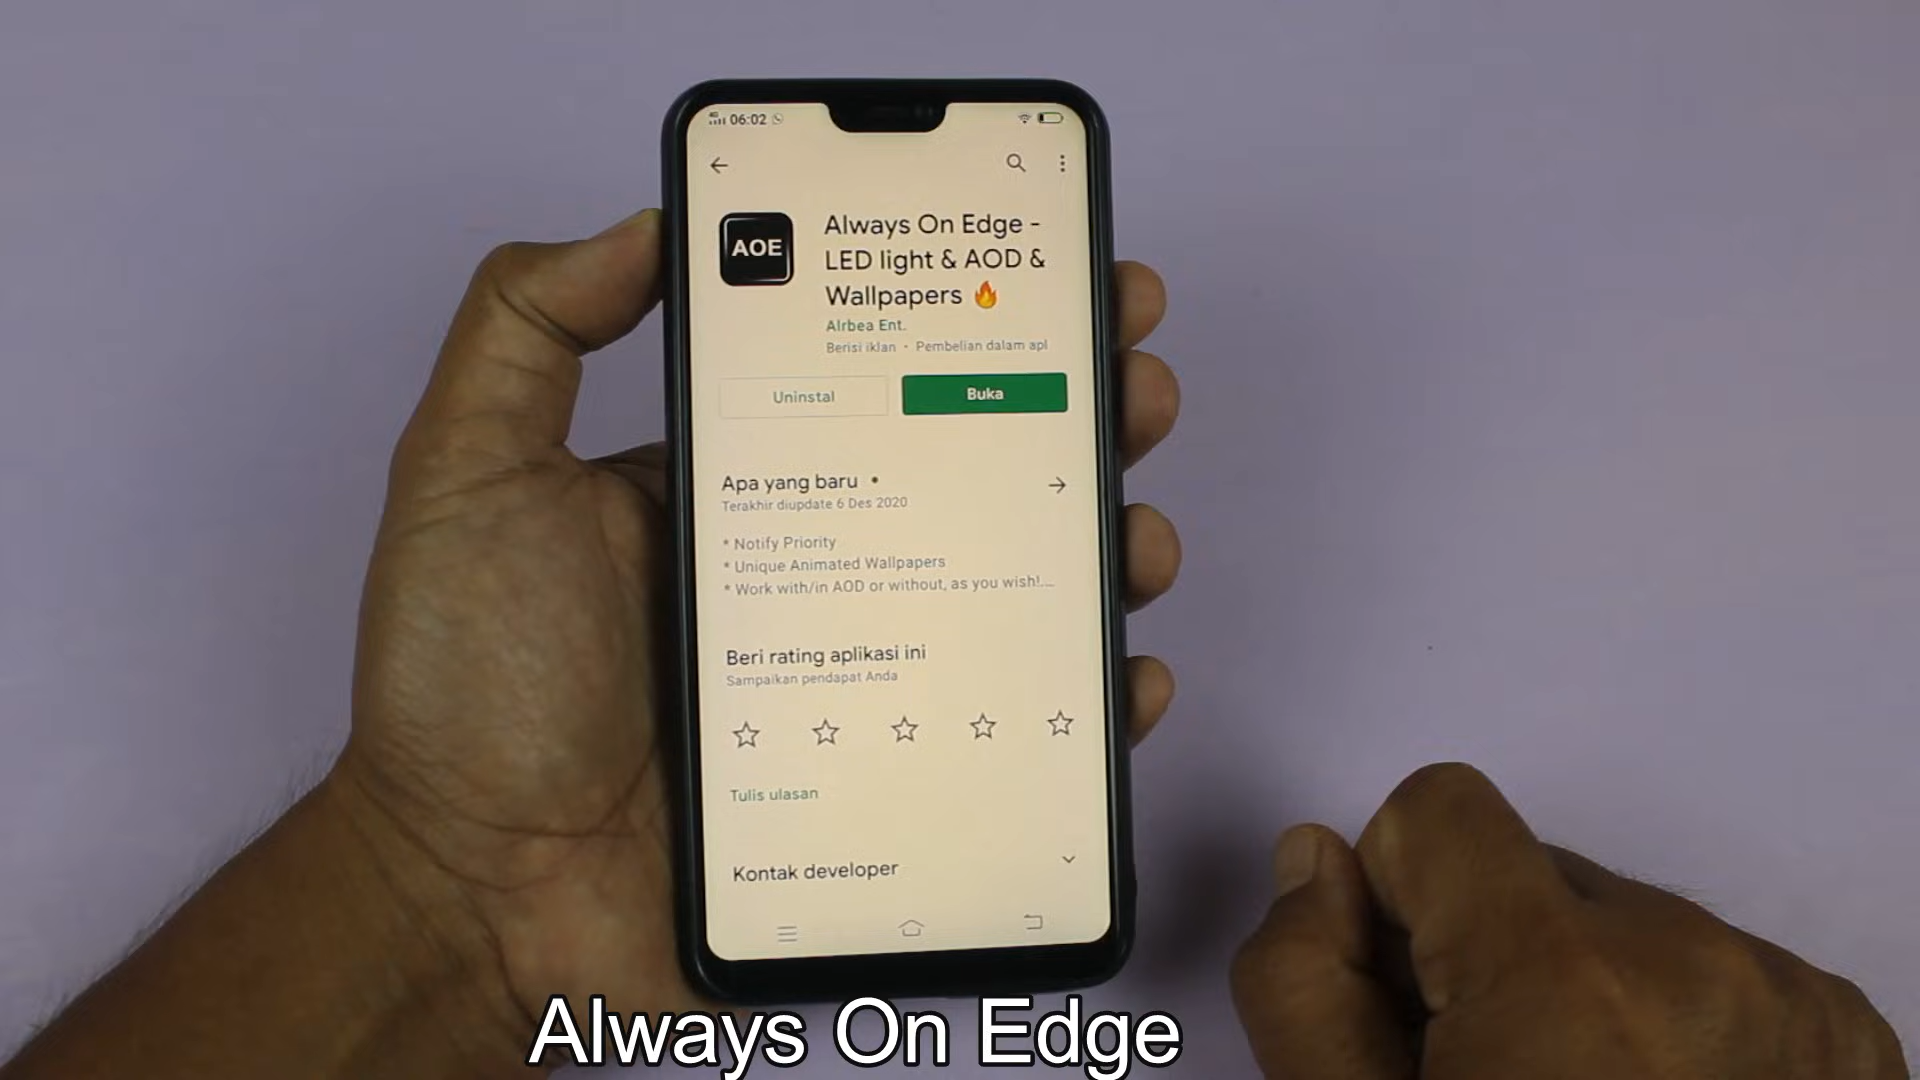 4G 06:02
AOE
Always On Edge -
LED light & AOD &
Wallpapers 🔥
AIrbea Ent.
Berisi iklan • Pembelian dalam apl
Uninstal
Buka
Apa yang baru •
Terakhir diupdate 6 Des 2020
* Notify Priority
* Unique Animated Wallpapers
* Work with/in AOD or without, as you wish!....
Beri rating aplikasi ini
Sampaikan pendapat Anda
Tulis ulasan
Kontak developer
Always On Edge